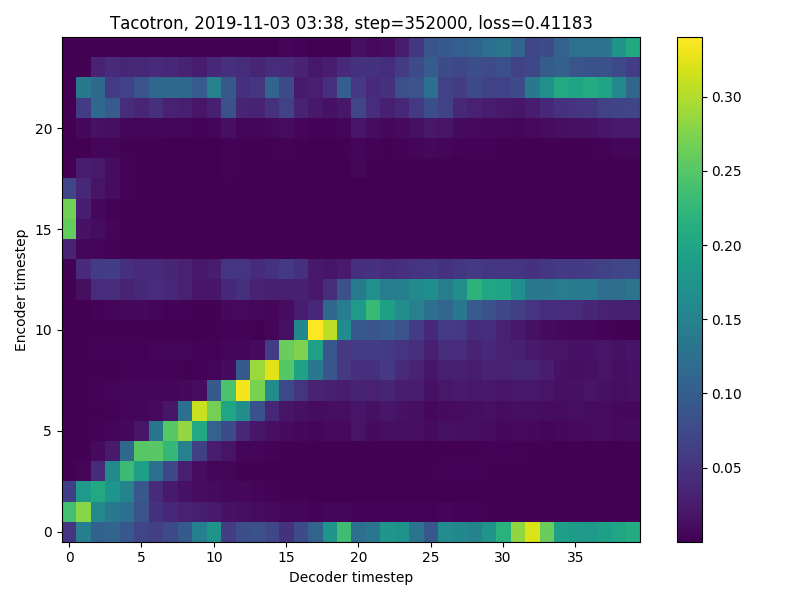 Tacotron, 2019-11-03 03:38, step=352000, loss=0.41183
Encoder timestep
20
15
10
5
0
0 5 10 15 20 25 30 35
Decoder timestep
0.30
0.25
0.20
0.15
0.10
0.05